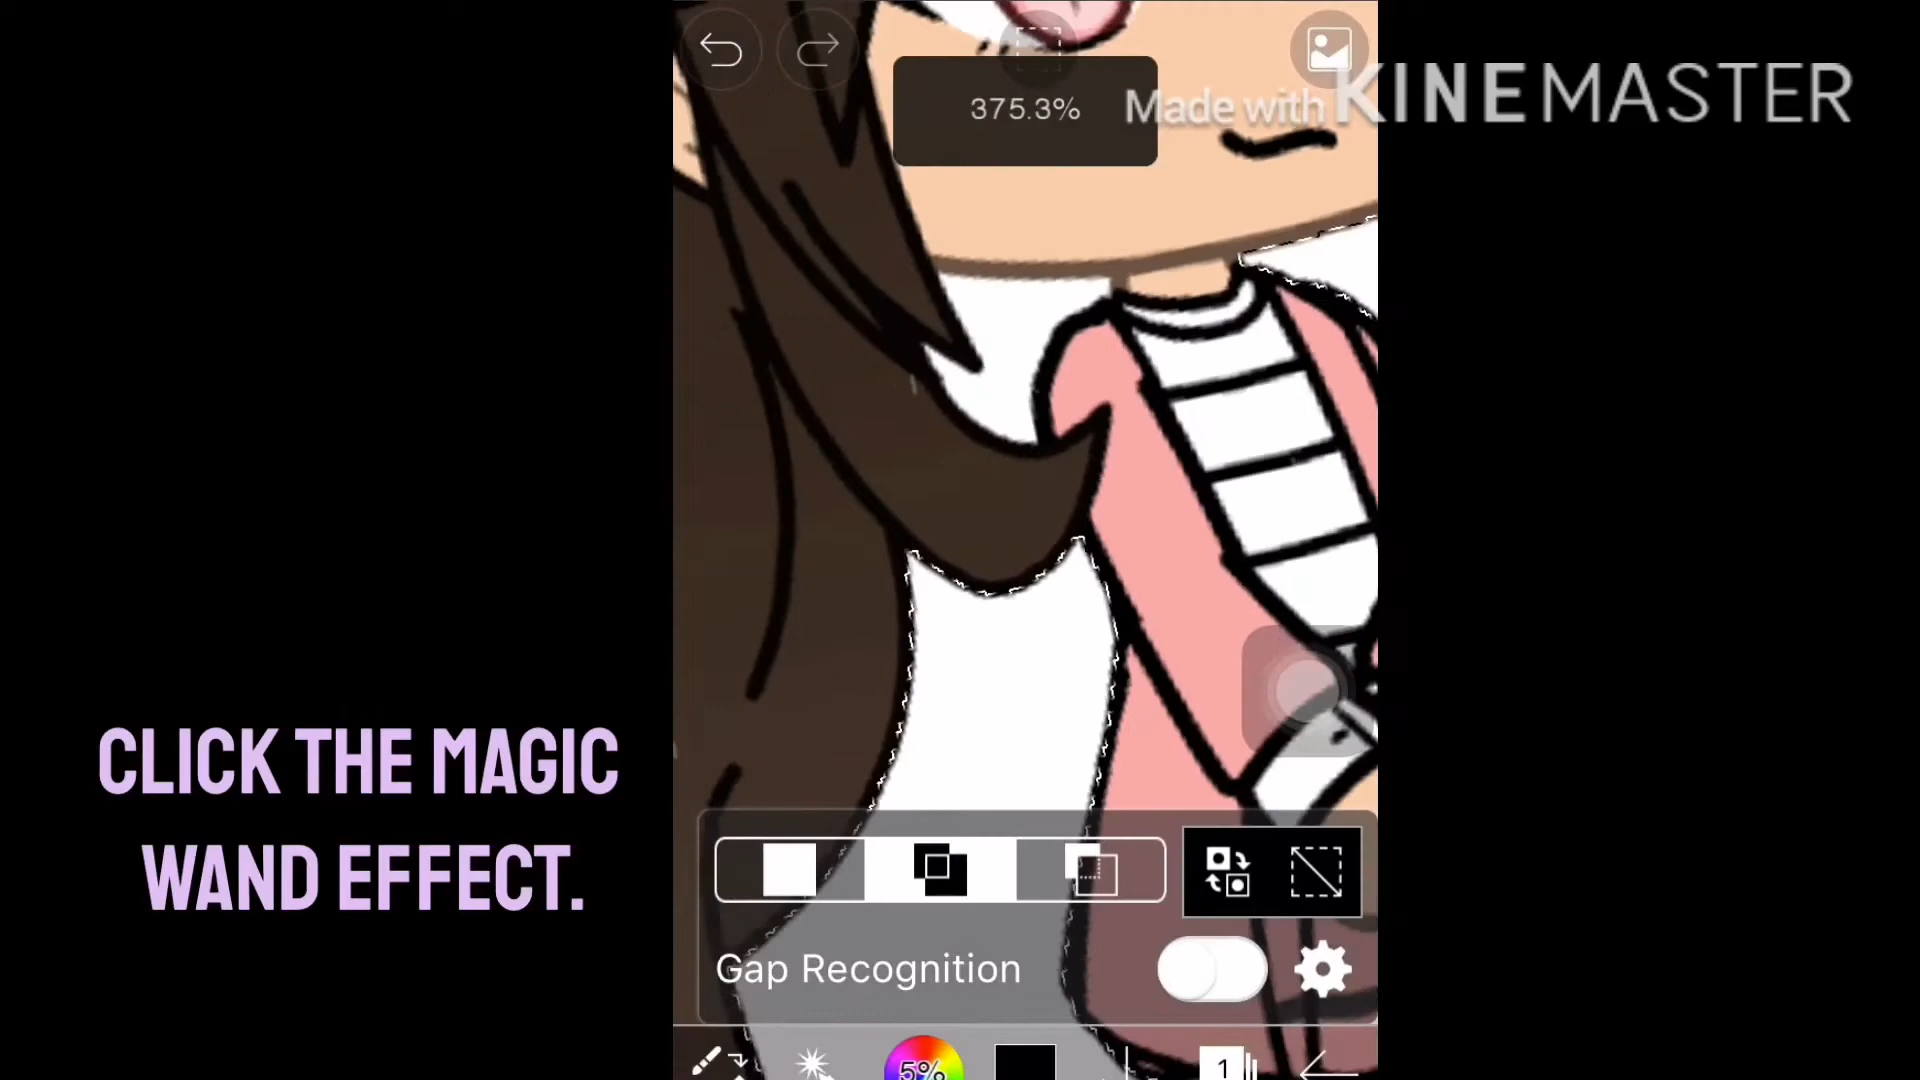 375.3%
Made with KINEMASTER
CLICK THE MAGIC
WAND EFFECT.
Gap Recognition
5%
1